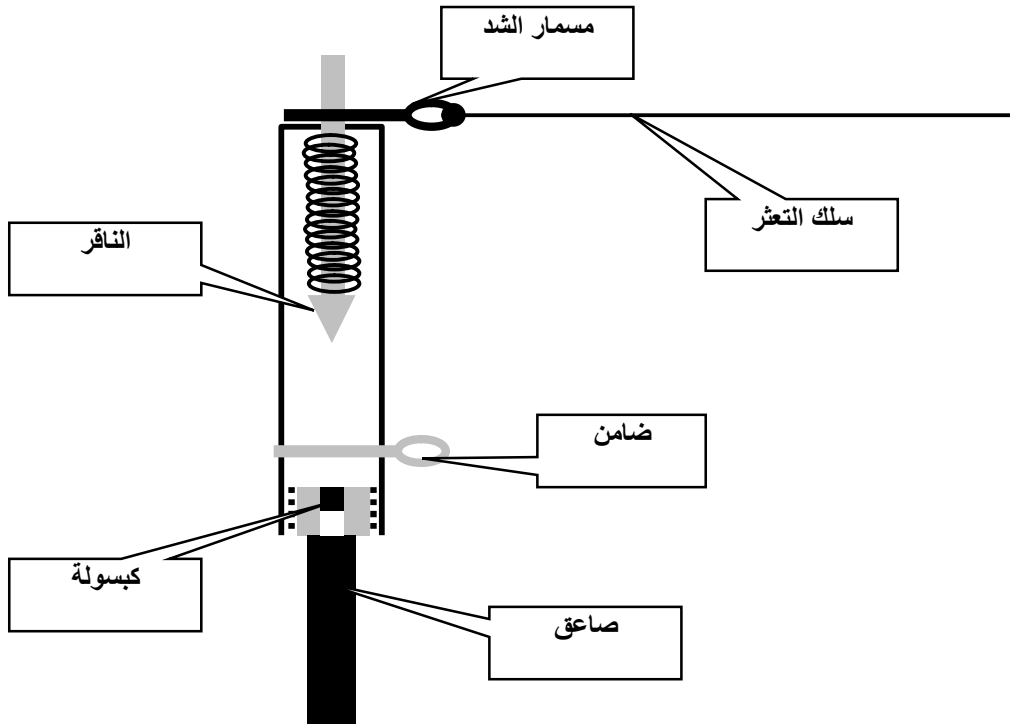 مسمار الشد
سلك التعثر
الناقر
ضامن
كبسولة
صاعق